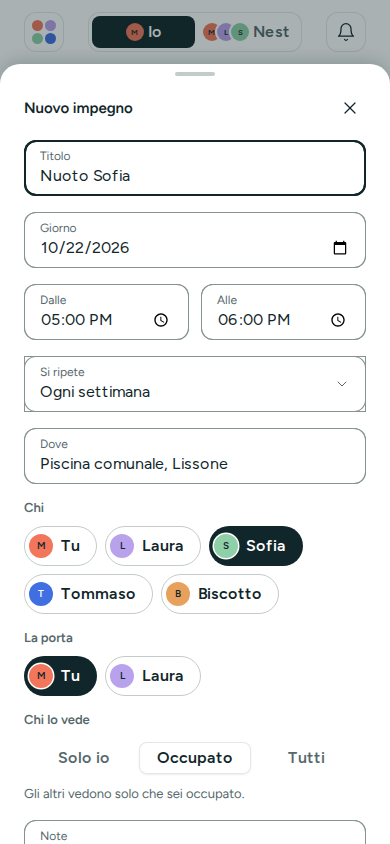 M Io M L S Nest
Nuovo impegno
Titolo
Nuoto Sofia
Giorno
10/22/2026
Dalle Alle
05:00 PM 06:00 PM
Si ripete
Ogni settimana
Dove
Piscina comunale, Lissone
Chi
M Tu L Laura S Sofia
T Tommaso B Biscotto
La porta
M Tu L Laura
Chi lo vede
Solo io Occupato Tutti
Gli altri vedono solo che sei occupato.
Note